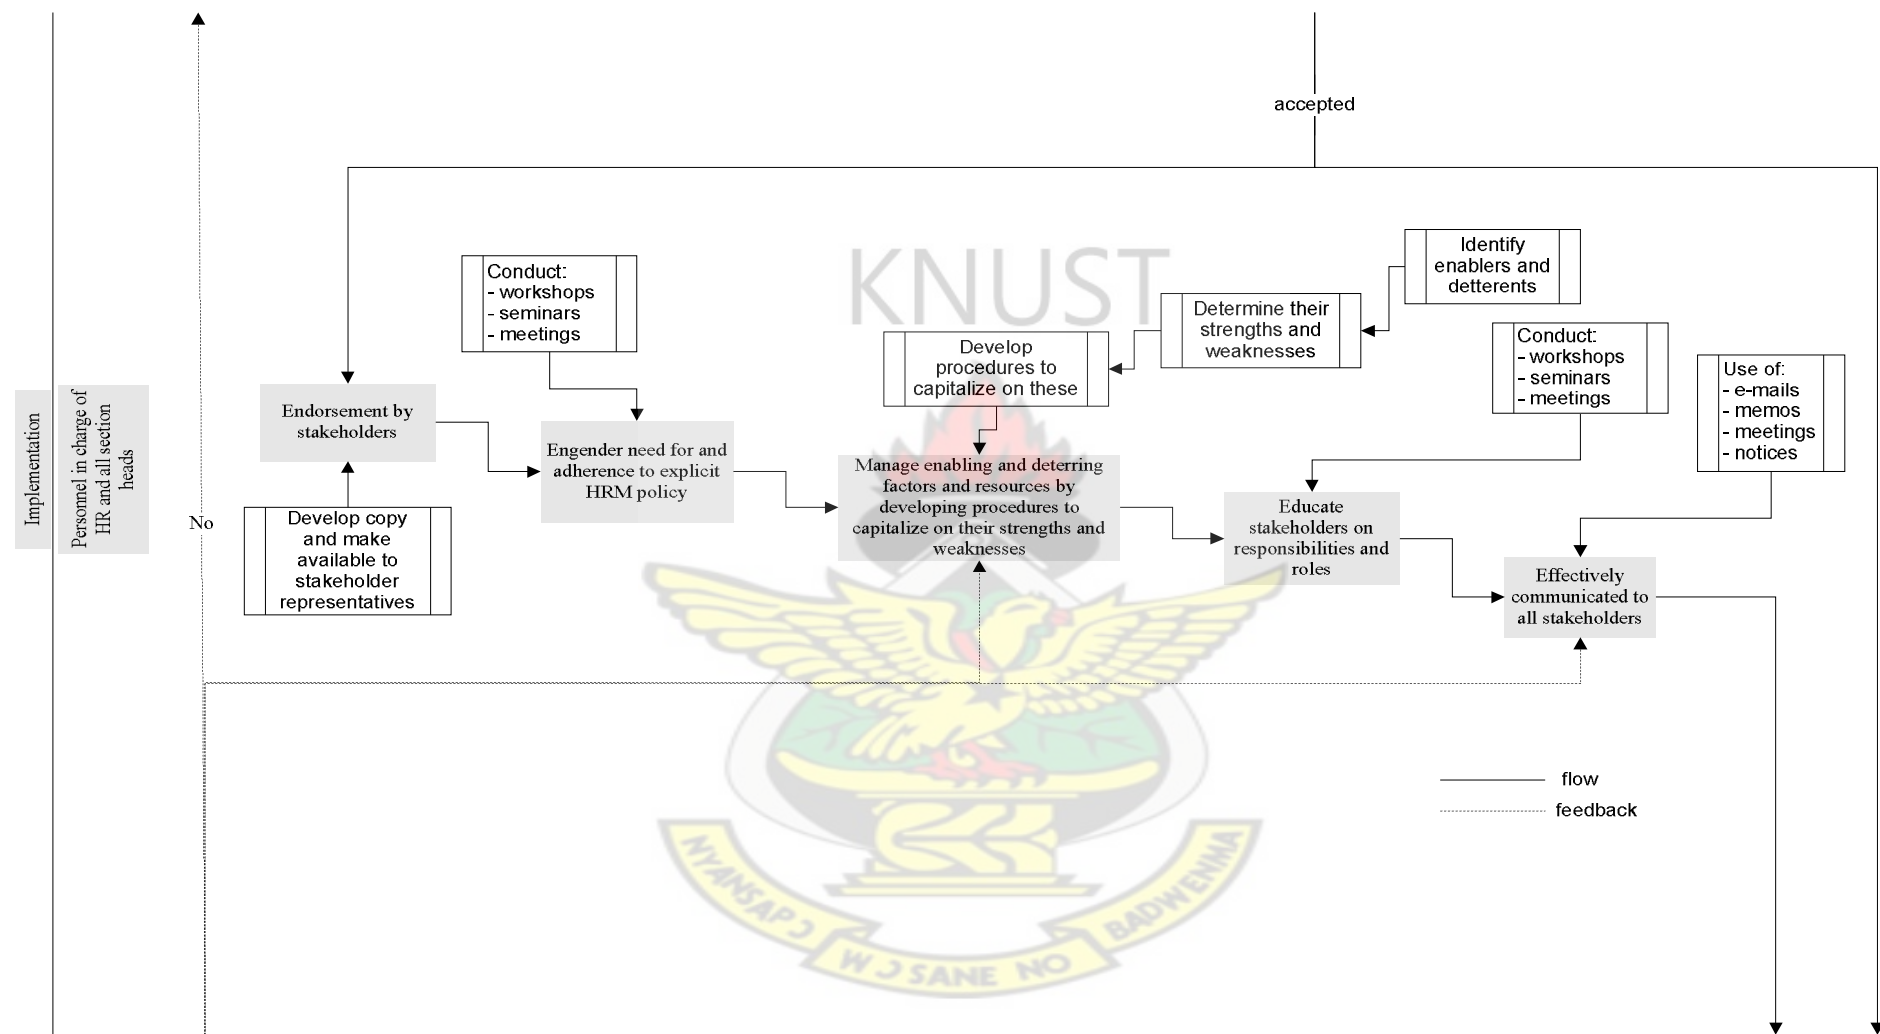 accepted
Implementation
Personnel in charge of
HR and all section
heads
No
Endorsement by
stakeholders
Develop copy
and make
available to
stakeholder
representatives
Conduct:
- workshops
- seminars
- meetings
Engender need for and
adherence to explicit
HRM policy
KNUST
Develop
procedures to
capitalize on these
Determine their
strengths and
weaknesses
Identify
enablers and
detterents
Manage enabling and deterring
factors and resources by
developing procedures to
capitalize on their strengths and
weaknesses
Conduct:
- workshops
- seminars
- meetings
Educate
stakeholders on
responsibilities and
roles
Use of:
- e-mails
- memos
- meetings
- notices
Effectively
communicated to
all stakeholders
flow
feedback
NYANSAPƆ
WƆSANE NO
BADWENMA